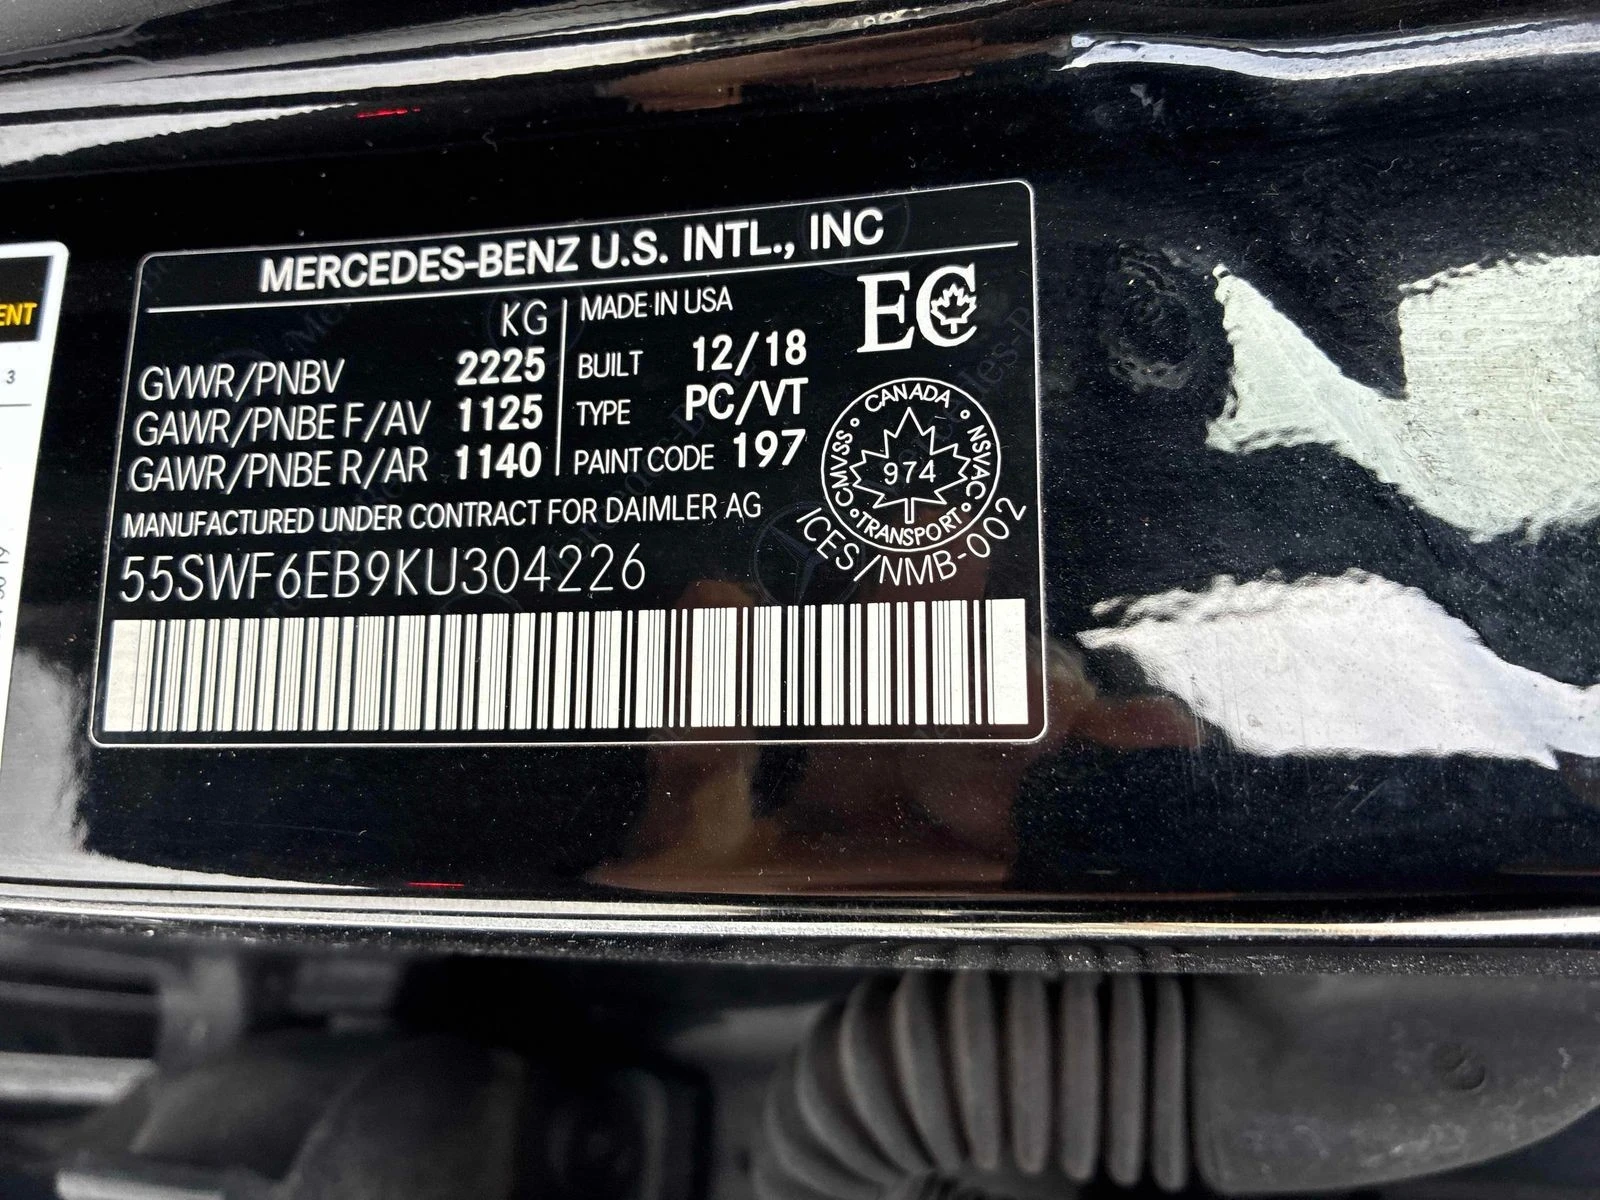 MERCEDES-BENZ U.S. INTL., INC
KG
GVWR/PNBV 2225
GAWR/PNBE F/AV 1125
GAWR/PNBE R/AR 1140
MADE IN USA
BUILT 12/18
TYPE PC/VT
PAINT CODE 197
EC
CANADA
CMVSS NSVAC
974
TRANSPORT
ICES/NMB-002
MANUFACTURED UNDER CONTRACT FOR DAIMLER AG
55SWF6EB9KU304226
ENT
3